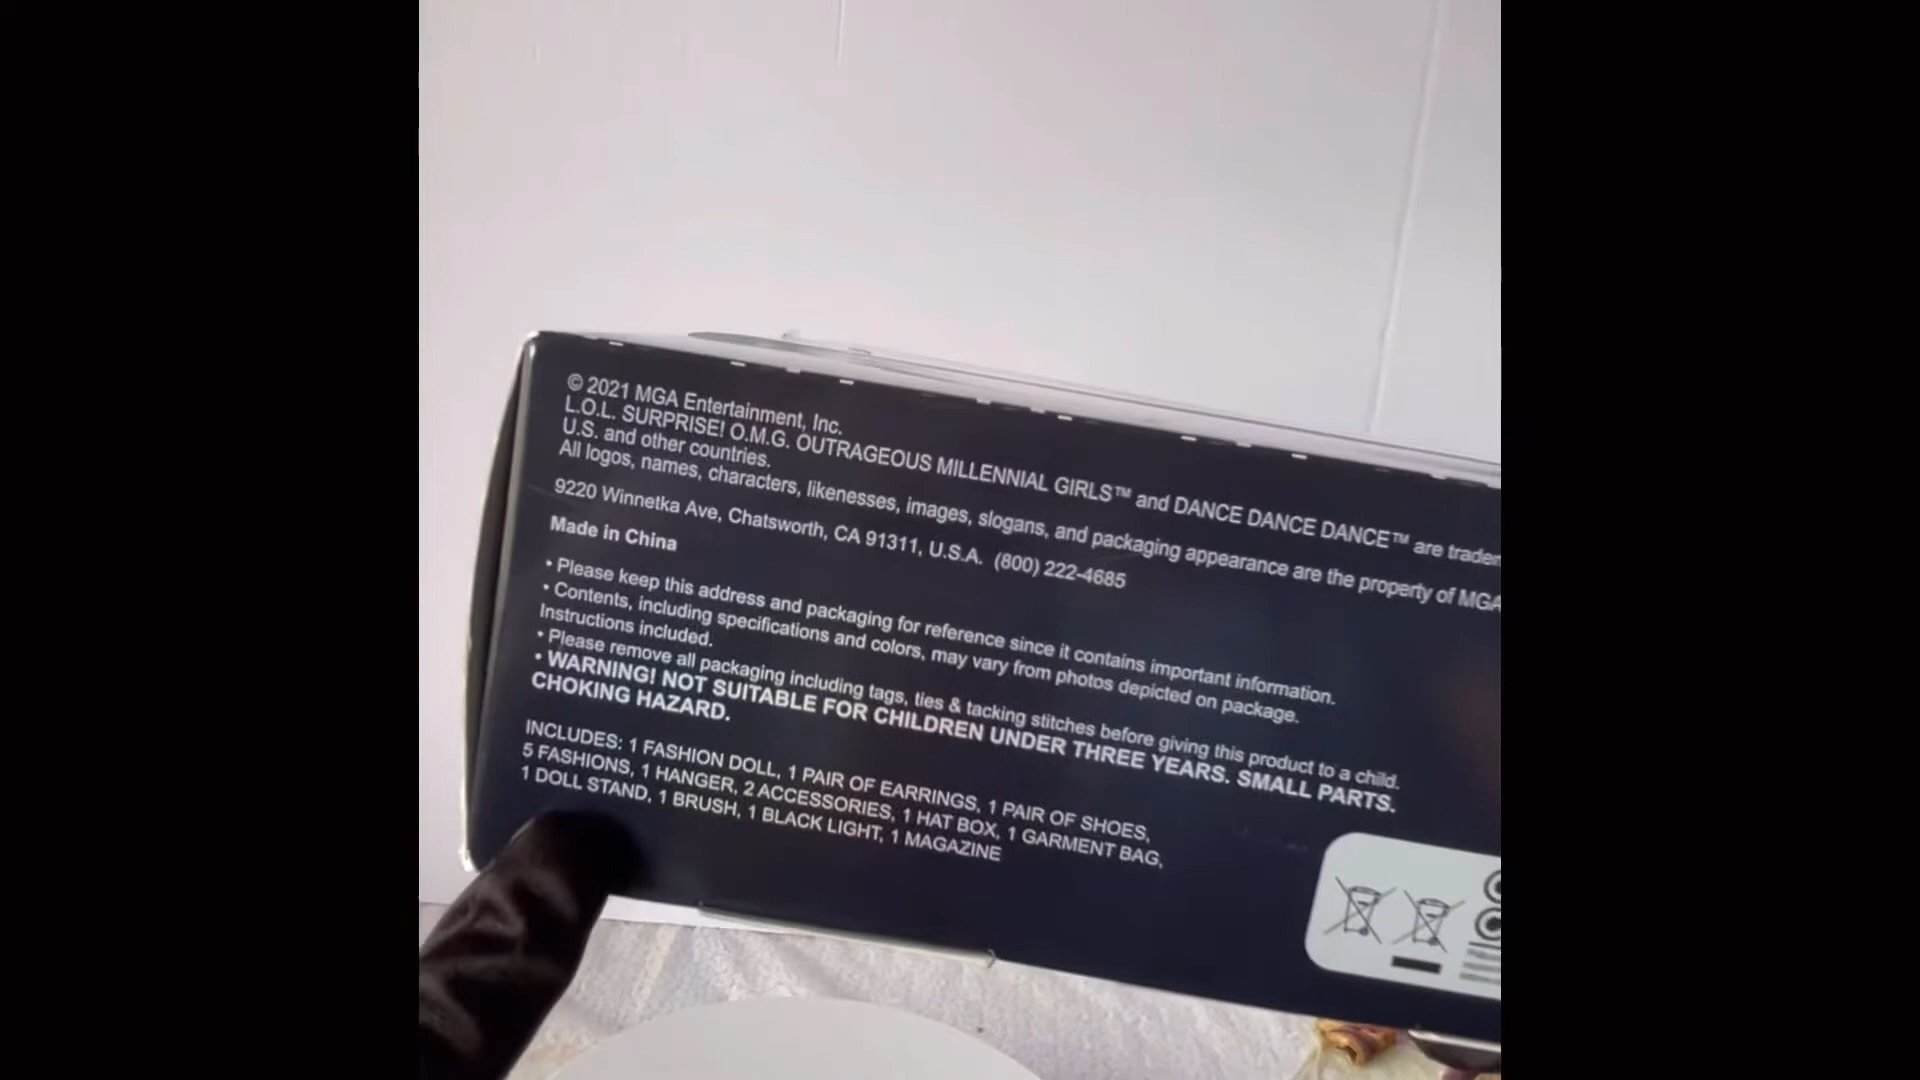 © 2021 MGA Entertainment, Inc.
L.O.L. SURPRISE! O.M.G. OUTRAGEOUS MILLENNIAL GIRLS™ and DANCE DANCE DANCE™ are
U.S. and other countries.
All logos, names, characters, likenesses, images, slogans, and packaging appearance are the property of MGA
9220 Winnetka Ave, Chatsworth, CA 91311, U.S.A. (800) 222-4685
Made in China
• Please keep this address and packaging for reference since it contains important information.
• Contents, including specifications and colors, may vary from photos depicted on package.
Instructions included.
• Please remove all packaging including tags, ties & tacking stitches before giving this product to a child.
• WARNING! NOT SUITABLE FOR CHILDREN UNDER THREE YEARS. SMALL PARTS.
CHOKING HAZARD.
INCLUDES: 1 FASHION DOLL, 1 PAIR OF EARRINGS, 1 PAIR OF SHOES,
5 FASHIONS, 1 HANGER, 2 ACCESSORIES, 1 HAT BOX, 1 GARMENT BAG,
1 DOLL STAND, 1 BRUSH, 1 BLACK LIGHT, 1 MAGAZINE